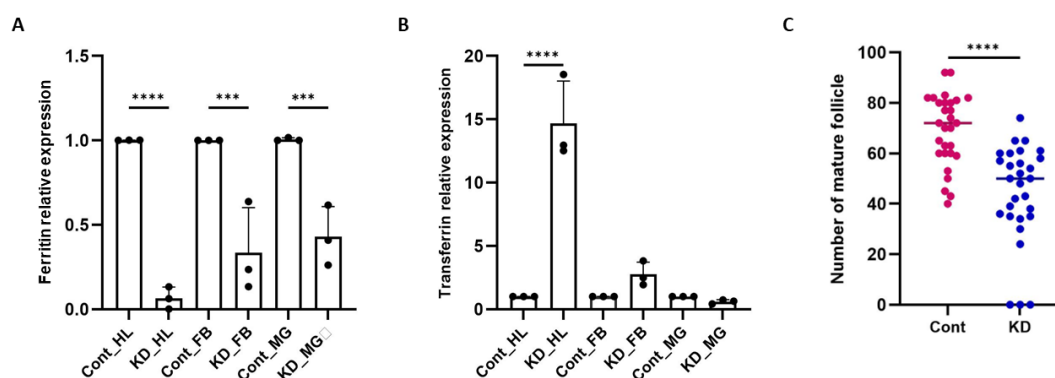 A
Ferritin relative expression
1.5
1.0
0.5
0.0
****
***
***
Cont_HL
KD_HL
Cont_FB
KD_FB
Cont_MG
KD_MG□
B
Transferrin relative expression
20
15
10
5
0
****
Cont_HL
KD_HL
Cont_FB
KD_FB
Cont_MG
KD_MG
C
Number of mature follicle
100
80
60
40
20
0
****
Cont
KD